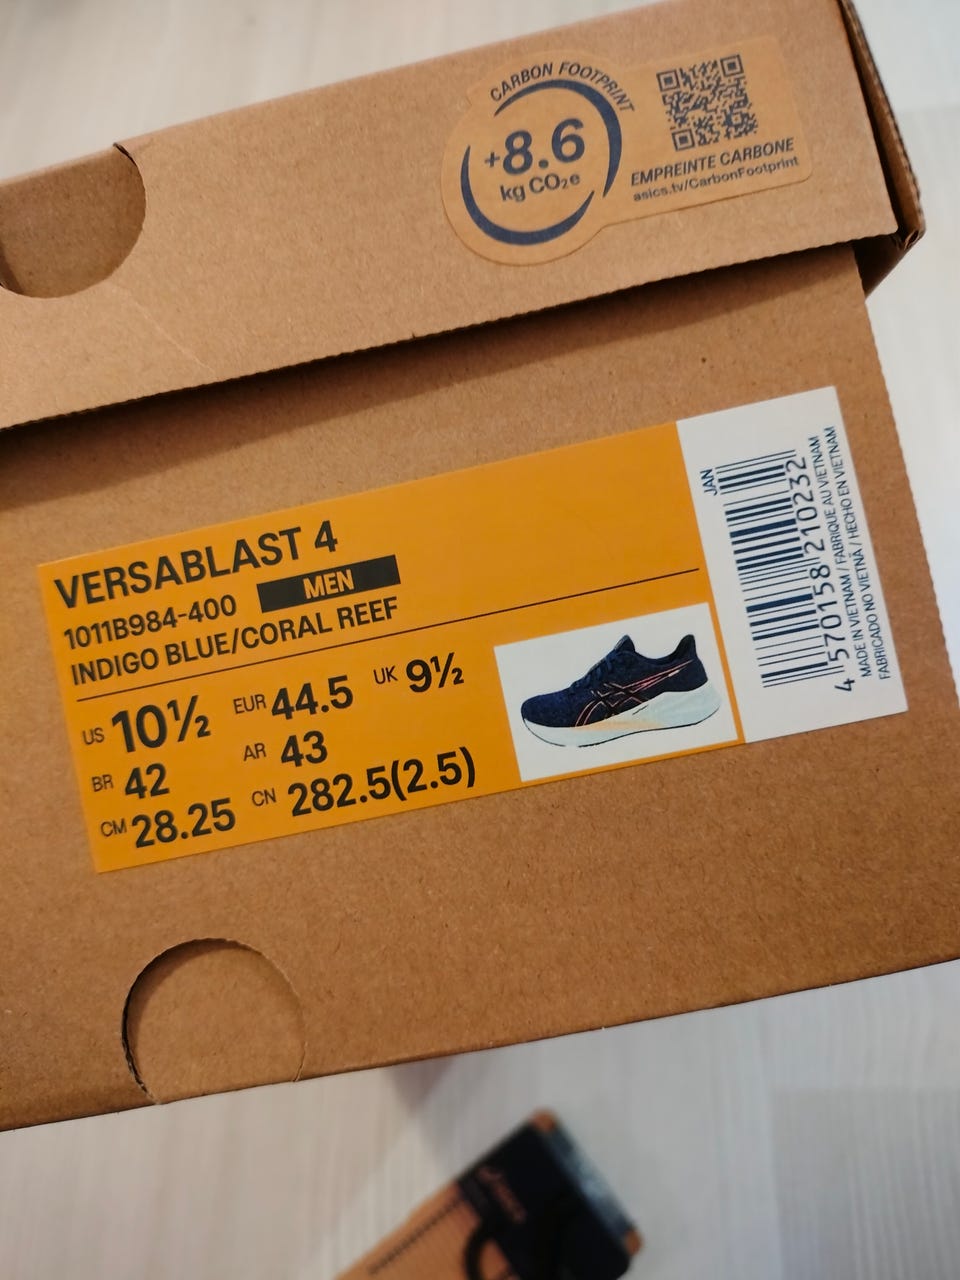 CARBON FOOTPRINT
+8.6
kg CO₂e
EMPREINTE CARBONE
asics.tv/CarbonFootprint
VERSABLAST 4
1011B984-400 MEN
INDIGO BLUE/CORAL REEF
US 10½ EUR 44.5 UK 9½
BR 42 AR 43
CM 28.25 CN 282.5(2.5)
JAN
4 570158 210232
MADE IN VIETNAM / FABRIQUE AU VIETNAM
FABRICADO NO VIETNÃ / HECHO EN VIETNAM